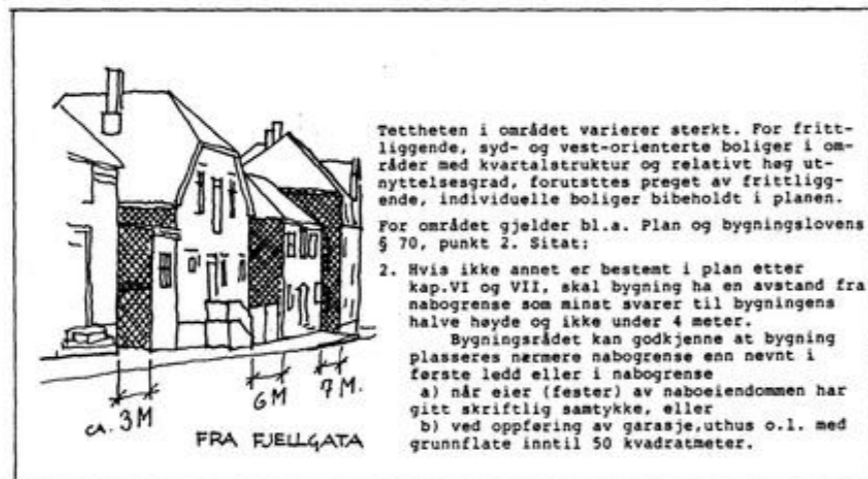 Tettheten i området varierer sterkt. For fritt-
liggende, syd- og vest-orienterte boliger i om-
råder med kvartalstruktur og relativt høg ut-
nyttelsesgrad, forutsttes preget av frittligg-
ende, individuelle boliger bibeholdt i planen.
For området gjelder bl.a. Plan og bygningslovens
§ 70, punkt 2. Sitat:
2. Hvis ikke annet er bestemt i plan etter
kap.VI og VII, skal bygning ha en avstand fra
nabogrense som minst svarer til bygningens
halve høyde og ikke under 4 meter.
Bygningsrådet kan godkjenne at bygning
plasseres nærmere nabogrense enn nevnt i
første ledd eller i nabogrense
a) når eier (fester) av naboeiendommen har
gitt skriftlig samtykke, eller
b) ved oppføring av garasje,uthus o.l. med
grunnflate inntil 50 kvadratmeter.
ca. 3M
6M
7M.
FRA FJELLGATA